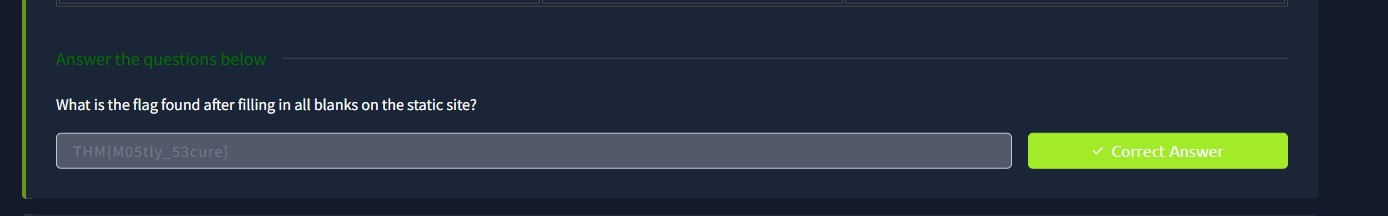 Answer the questions below
What is the flag found after filling in all blanks on the static site?
THM{M05tly_53cure}
Correct Answer